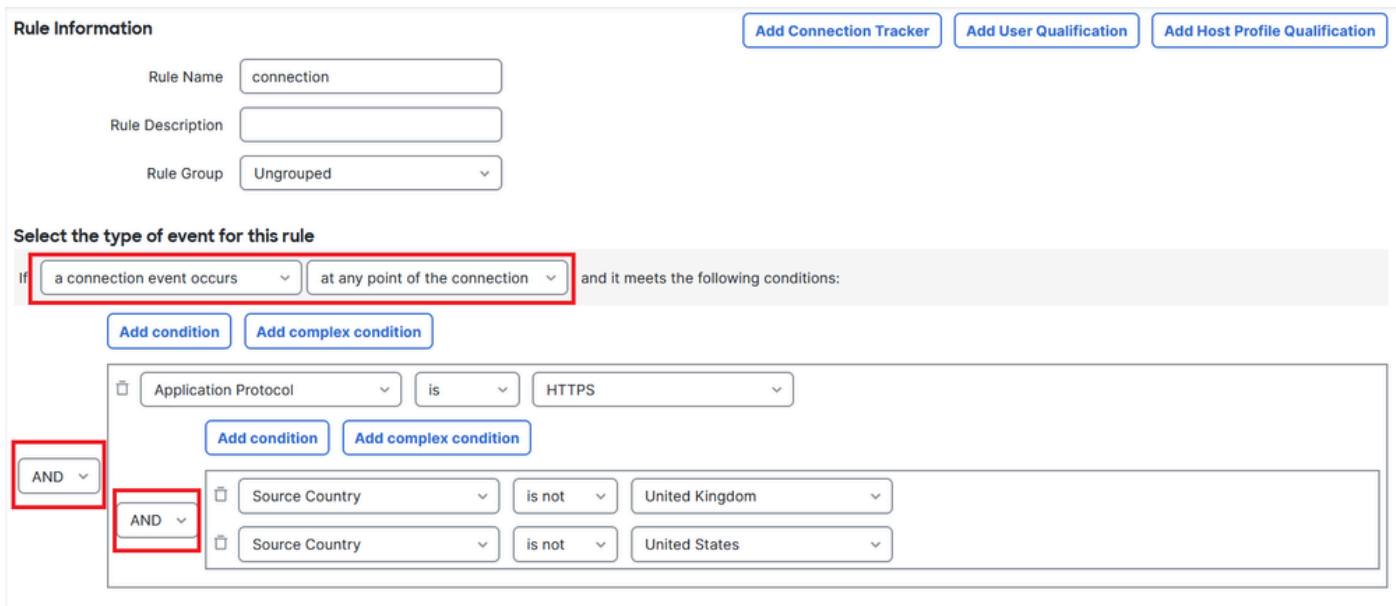 Rule Information
Add Connection Tracker
Add User Qualification
Add Host Profile Qualification
Rule Name connection
Rule Description
Rule Group Ungrouped
Select the type of event for this rule
If a connection event occurs at any point of the connection and it meets the following conditions:
Add condition Add complex condition
Application Protocol is HTTPS
Add condition Add complex condition
AND
Source Country is not United Kingdom
AND
Source Country is not United States